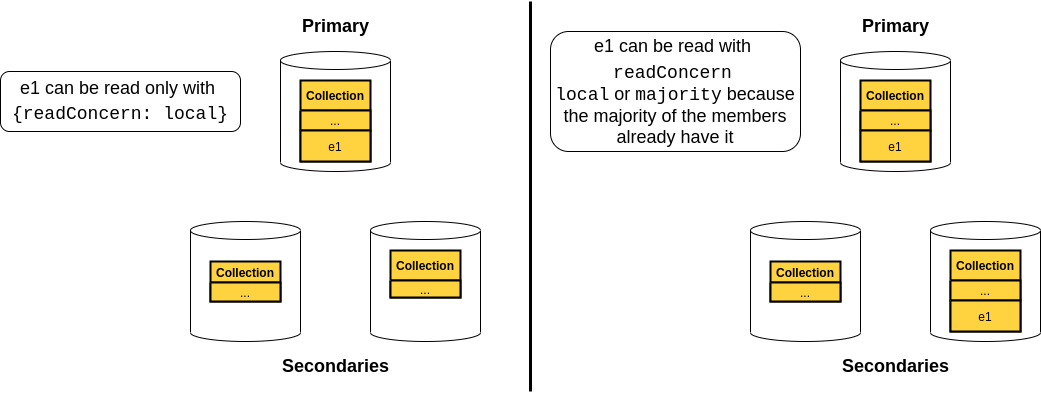 Primary
e1 can be read only with
{readConcern: local}
Collection
...
e1
Collection
...
Collection
...
Secondaries
Primary
e1 can be read with
readConcern
local or majority because
the majority of the members
already have it
Collection
...
e1
Collection
...
Collection
...
e1
Secondaries